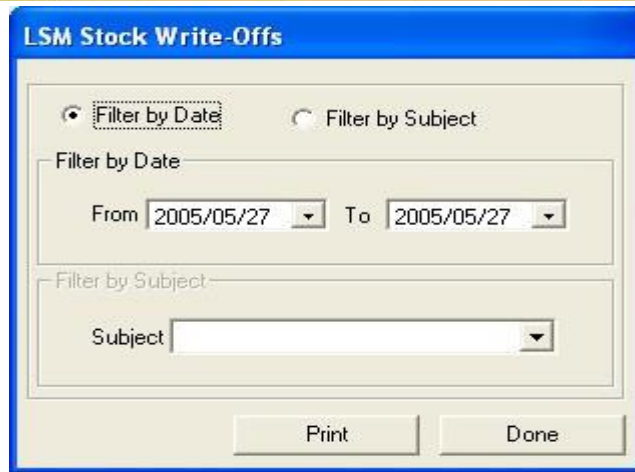 LSM Stock Write-Offs
Filter by Date Filter by Subject
Filter by Date
From 2005/05/27 To 2005/05/27
Filter by Subject
Subject
Print Done